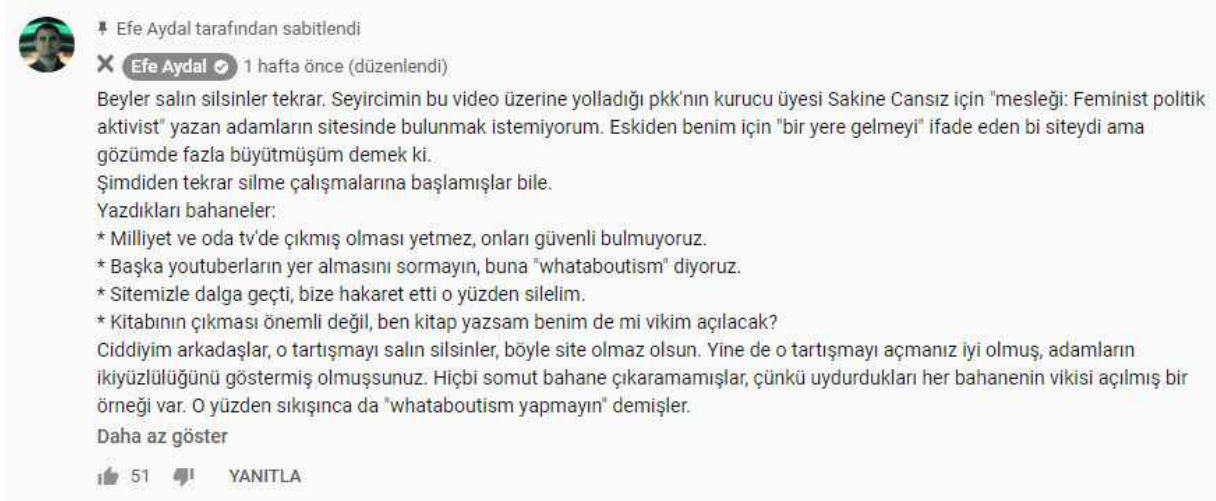 Efe Aydal tarafından sabitlendi
Efe Aydal 1 hafta önce (düzenlendi)
Beyler salın silsinler tekrar. Seyircimin bu video üzerine yolladığı pkk'nın kurucu üyesi Sakine Cansız için "mesleği: Feminist politik
aktivist" yazan adamların sitesinde bulunmak istemiyorum. Eskiden benim için "bir yere gelmeyi" ifade eden bi siteydi ama
gözümde fazla büyütmüşüm demek ki.
Şimdiden tekrar silme çalışmalarına başlamışlar bile.
Yazdıkları bahaneler:
* Milliyet ve oda tv'de çıkmış olması yetmez, onları güvenli bulmuyoruz.
* Başka youtuberların yer almasını sormayın, buna "whataboutism" diyoruz.
* Sitemizle dalga geçti, bize hakaret etti o yüzden silelim.
* Kitabının çıkması önemli değil, ben kitap yazsam benim de mi vikim açılacak?
Ciddiyim arkadaşlar, o tartışmayı salın silsinler, böyle site olmaz olsun. Yine de o tartışmayı açmanız iyi olmuş, adamların
ikiyüzlülüğünü göstermiş olmuşsunuz. Hiçbi somut bahane çıkaramamışlar, çünkü uydurdukları her bahanenin vikisi açılmış bir
örneği var. O yüzden sıkışınca da "whataboutism yapmayın" demişler.
Daha az göster
51 YANITLA